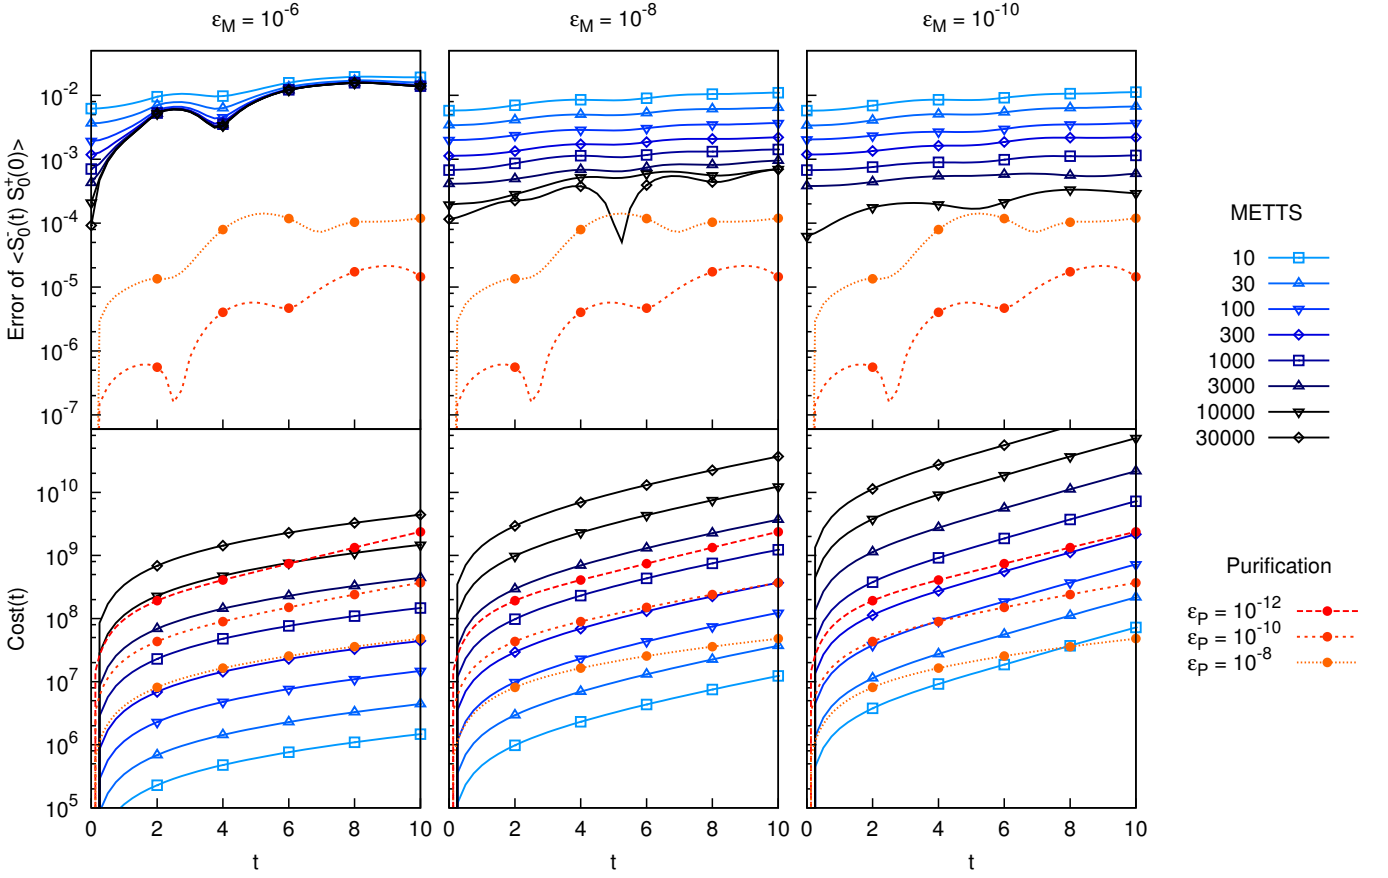 ε_M = 10^-6
ε_M = 10^-8
ε_M = 10^-10
Error of <S_0^-(t) S_0^+(0)>
10^-2
10^-3
10^-4
10^-5
10^-6
10^-7
Cost(t)
10^10
10^9
10^8
10^7
10^6
10^5
0 2 4 6 8 10
0 2 4 6 8 10
0 2 4 6 8 10
t
t
t
METTS
10
30
100
300
1000
3000
10000
30000
Purification
ε_P = 10^-12
ε_P = 10^-10
ε_P = 10^-8